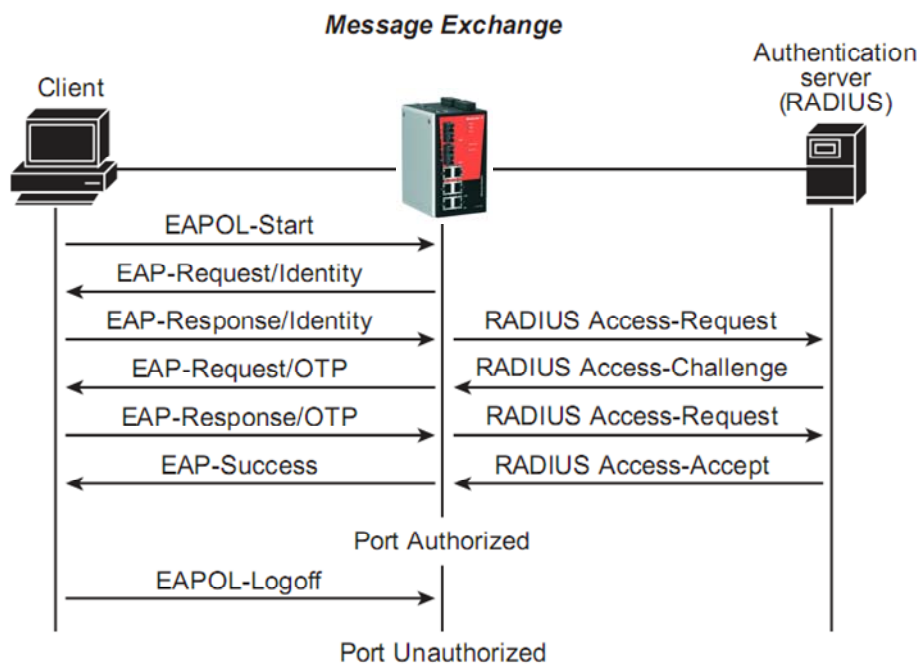 Message Exchange
Client
Authentication
server
(RADIUS)
EAPOL-Start
EAP-Request/Identity
EAP-Response/Identity
RADIUS Access-Request
EAP-Request/OTP
RADIUS Access-Challenge
EAP-Response/OTP
RADIUS Access-Request
EAP-Success
RADIUS Access-Accept
Port Authorized
EAPOL-Logoff
Port Unauthorized